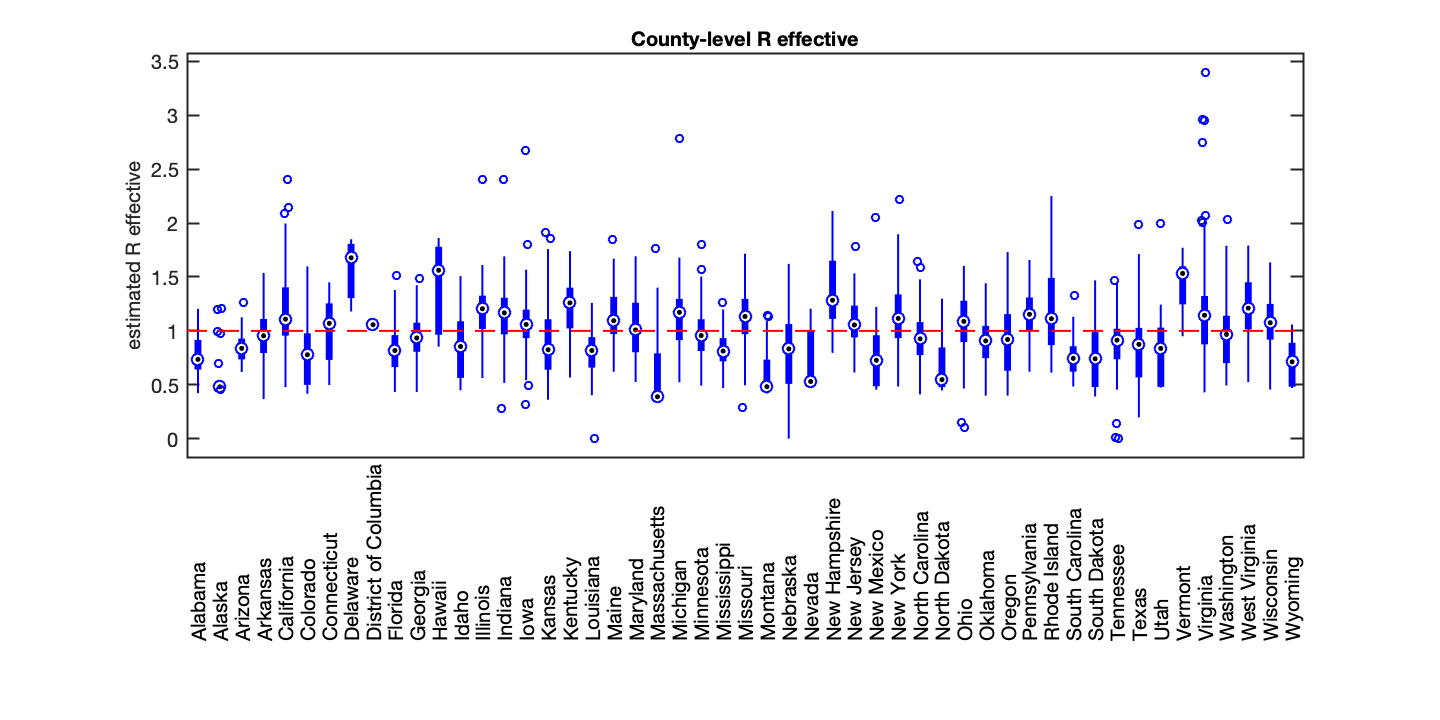 County-level R effective
estimated R effective
3.5
3
2.5
2
1.5
1
0.5
0
Alabama
Alaska
Arizona
Arkansas
California
Colorado
Connecticut
Delaware
District of Columbia
Florida
Georgia
Hawaii
Idaho
Illinois
Indiana
Iowa
Kansas
Kentucky
Louisiana
Maine
Maryland
Massachusetts
Michigan
Minnesota
Mississippi
Missouri
Montana
Nebraska
Nevada
New Hampshire
New Jersey
New Mexico
New York
North Carolina
North Dakota
Ohio
Oklahoma
Oregon
Pennsylvania
Rhode Island
South Carolina
South Dakota
Tennessee
Texas
Utah
Vermont
Virginia
Washington
West Virginia
Wisconsin
Wyoming